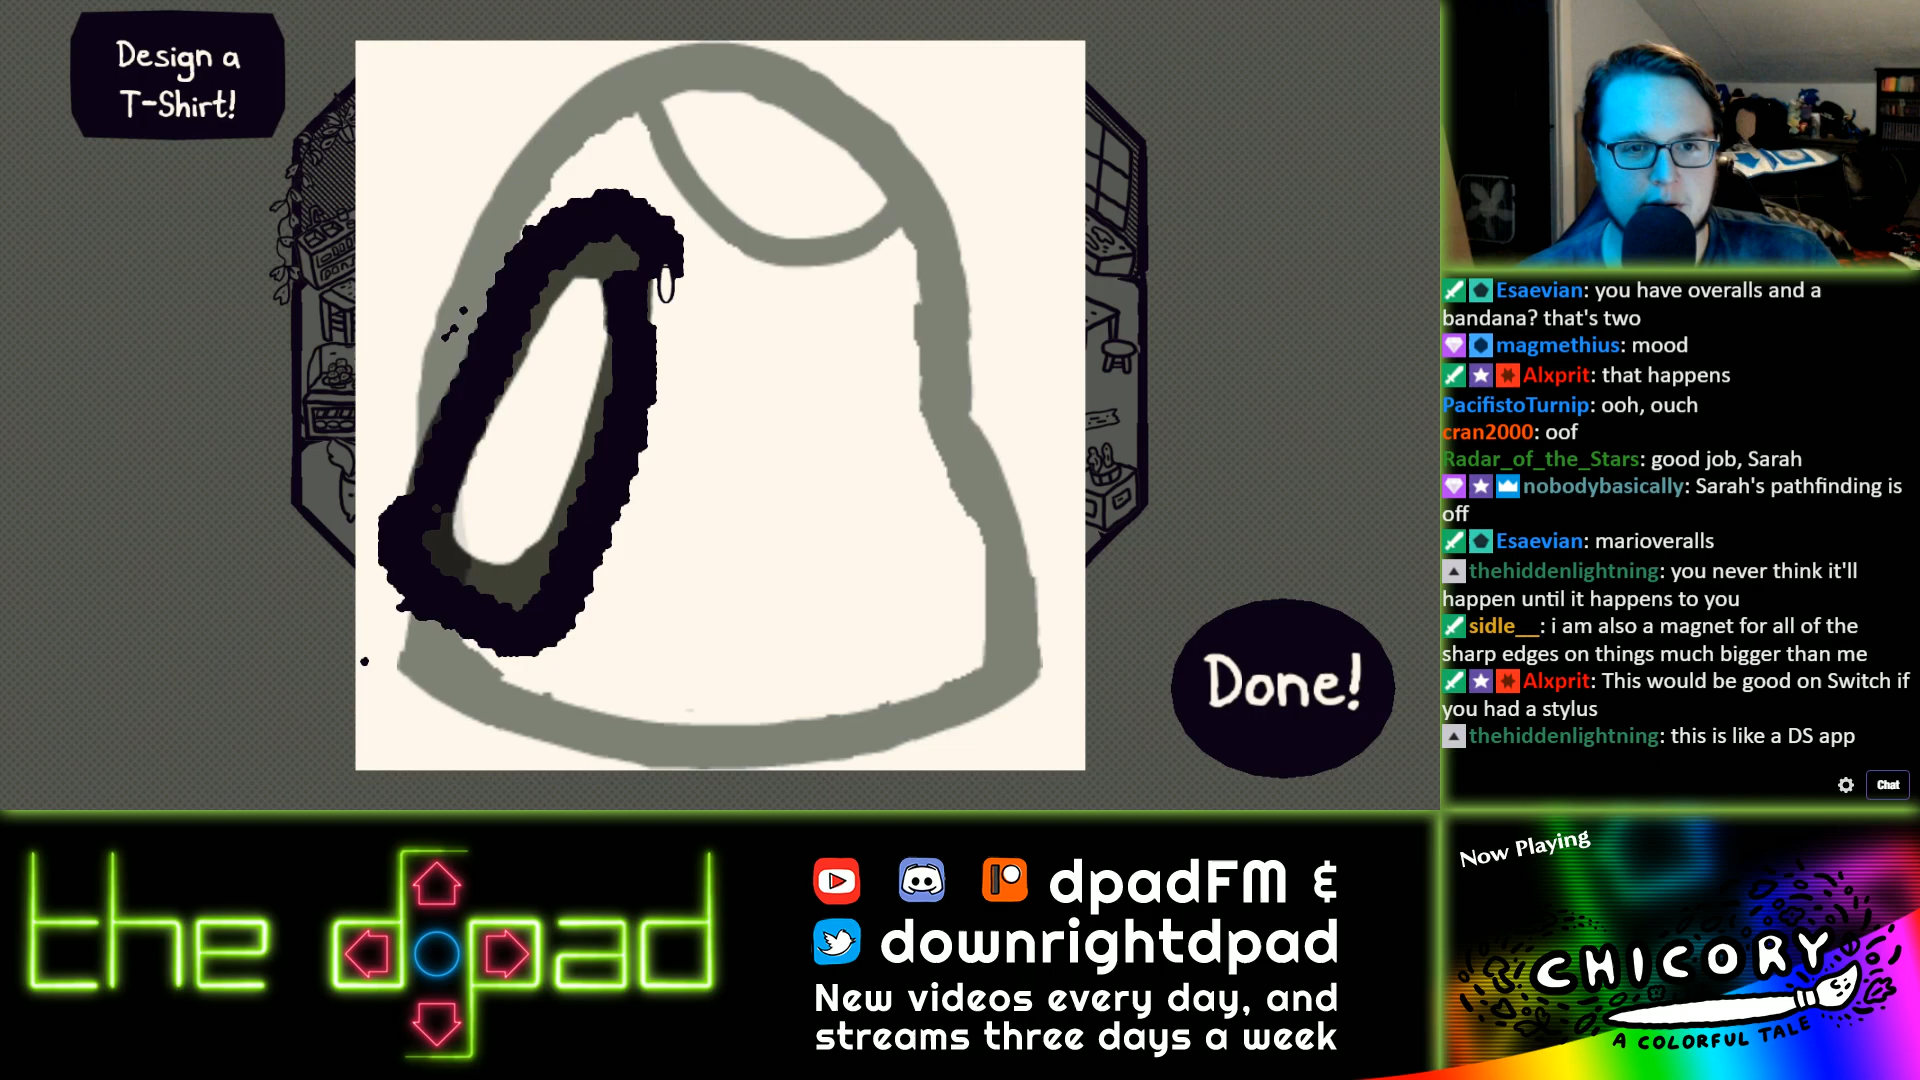 Design a
T-Shirt!
Done!
Esaevian: you have overalls and a
bandana? that's two
magmethius: mood
Alxprit: that happens
PacifistoTurnip: ooh, ouch
cran2000: oof
Radar_of_the_Stars: good job, Sarah
nobodybasically: Sarah's pathfinding is
off
Esaevian: marioveralls
thehiddenlightning: you never think it'll
happen until it happens to you
sidle__: i am also a magnet for all of the
sharp edges on things much bigger than me
Alxprit: This would be good on Switch if
you had a stylus
thehiddenlightning: this is like a DS app
Chat
the dpad
dpadFM &
downrightdpad
New videos every day, and
streams three days a week
Now Playing
CHICORY
A COLORFUL TALE